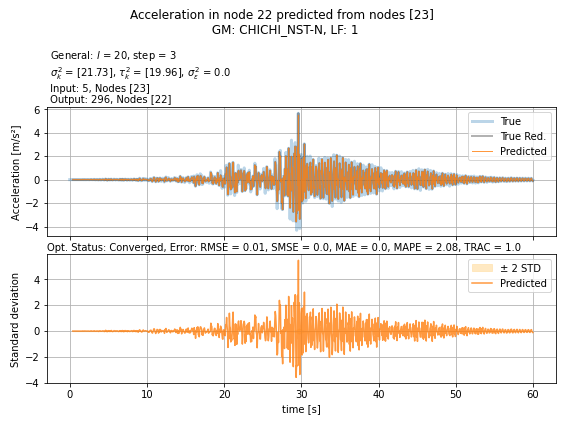 Acceleration in node 22 predicted from nodes [23]
GM: CHICHI_NST-N, LF: 1
General: l = 20, step = 3
σ²ₖ = [21.73], τ²ₖ = [19.96], σ²ₑ = 0.0
Input: 5, Nodes [23]
Output: 296, Nodes [22]
6
4
2
0
−2
−4
Acceleration [m/s²]
True
True Red.
Predicted
Opt. Status: Converged, Error: RMSE = 0.01, SMSE = 0.0, MAE = 0.0, MAPE = 2.08, TRAC = 1.0
4
2
0
−2
−4
Standard deviation
± 2 STD
Predicted
0 10 20 30 40 50 60
time [s]